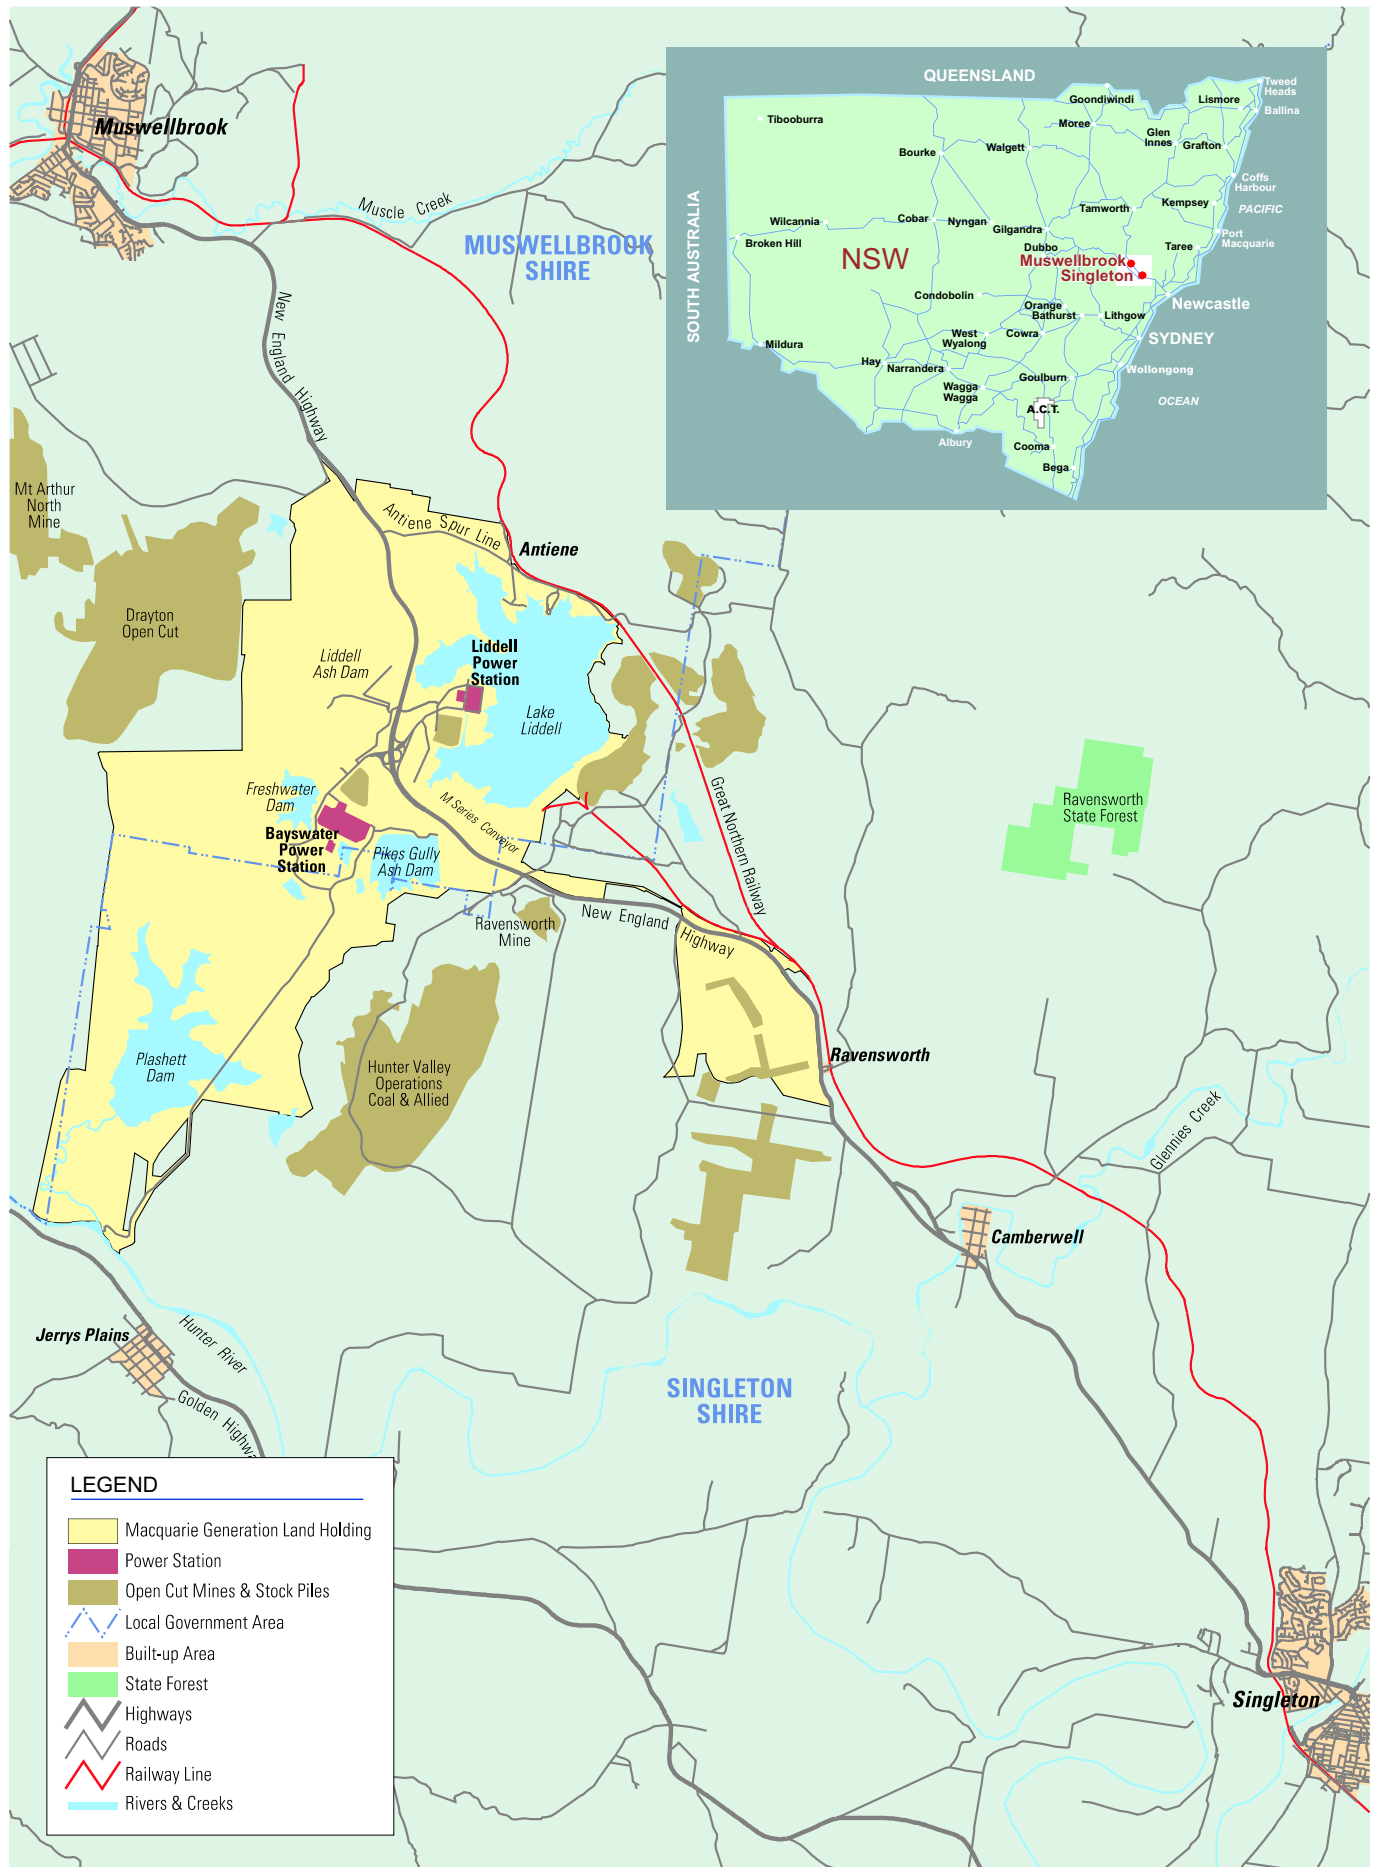 QUEENSLAND
Tweed
Heads
Goondiwindi
Lismore
Ballina
Tibooburra
Moree
Glen
Innes
Grafton
Bourke
Walgett
Coffs
Harbour
SOUTH AUSTRALIA
Wilcannia
Cobar
Nyngan
Gilgandra
Tamworth
Kempsey
PACIFIC
Broken Hill
NSW
Dubbo
Taree
Port
Macquarie
Muswellbrook
Singleton
Condobolin
Orange
Bathurst
Lithgow
Newcastle
West
Wyalong
Cowra
SYDNEY
Mildura
Hay
Narrandera
Wagga
Wagga
Goulburn
Wollongong
A.C.T.
OCEAN
Albury
Cooma
Bega
Muswellbrook
Muscle Creek
MUSWELLBROOK
SHIRE
New England Highway
Mt Arthur
North
Mine
Antiene Spur Line
Antiene
Drayton
Open Cut
Liddell
Ash Dam
Liddell
Power
Station
Lake
Liddell
Freshwater
Dam
M Series Conveyor
Great Northern Railway
Ravensworth
State Forest
Bayswater
Power
Station
Pikes Gully
Ash Dam
Ravensworth
Mine
New England Highway
Plashett
Dam
Hunter Valley
Operations
Coal & Allied
Ravensworth
Glennies Creek
Camberwell
Jerrys Plains
Hunter River
Golden Highwa
SINGLETON
SHIRE
Singleton
LEGEND
Macquarie Generation Land Holding
Power Station
Open Cut Mines & Stock Piles
Local Government Area
Built-up Area
State Forest
Highways
Roads
Railway Line
Rivers & Creeks